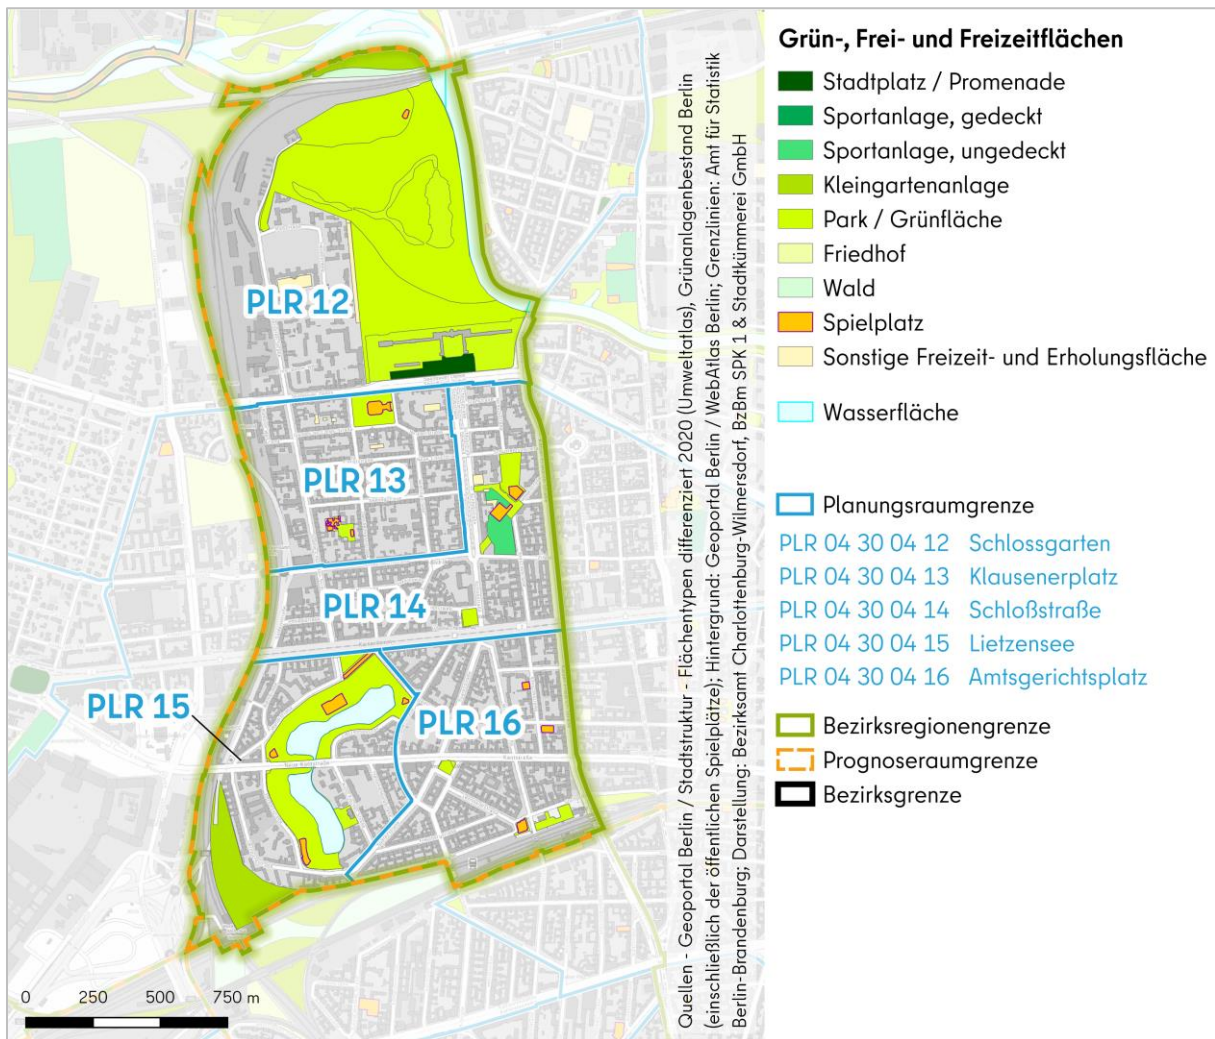 Grün-, Frei- und Freizeitflächen
Stadtplatz / Promenade
Sportanlage, gedeckt
Sportanlage, ungedeckt
Kleingartenanlage
Park / Grünfläche
Friedhof
Wald
Spielplatz
Sonstige Freizeit- und Erholungsfläche
Wasserfläche
Planungsraumgrenze
PLR 04 30 04 12 Schlossgarten
PLR 04 30 04 13 Klausenerplatz
PLR 04 30 04 14 Schloßstraße
PLR 04 30 04 15 Lietzensee
PLR 04 30 04 16 Amtsgerichtsplatz
Bezirksregionengrenze
Prognoseraumgrenze
Bezirksgrenze
PLR 12
PLR 13
PLR 14
PLR 15
PLR 16
0 250 500 750 m
Quellen - Geoportal Berlin / Stadtstruktur - Flächentypen differenziert 2020 (Umweltatlas), Grünanlagenbestand Berlin
(einschließlich der öffentlichen Spielplätze); Hintergrund: Geoportal Berlin / WebAtlas Berlin; Grenzlinien: Amt für Statistik
Berlin-Brandenburg; Darstellung: Bezirksamt Charlottenburg-Wilmersdorf, BzBm SPK 1 & Stadtkümmerei GmbH